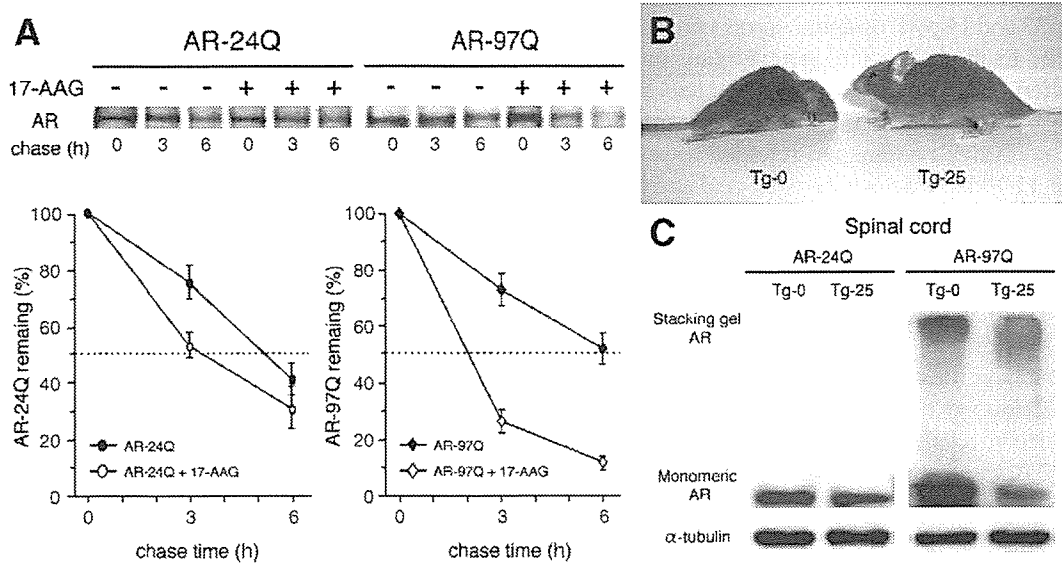 A
AR-24Q AR-97Q
17-AAG - - - + + + - - - + + +
AR
chase (h) 0 3 6 0 3 6 0 3 6 0 3 6
AR-24Q remaing (%)
100
80
60
40
20
0
AR-24Q
AR-24Q + 17-AAG
0 3 6
chase time (h)
AR-97Q remaing (%)
100
80
60
40
20
0
AR-97Q
AR-97Q + 17-AAG
0 3 6
chase time (h)
B
Tg-0 Tg-25
C
Spinal cord
AR-24Q AR-97Q
Tg-0 Tg-25 Tg-0 Tg-25
Stacking gel
AR
Monomeric
AR
α-tubulin